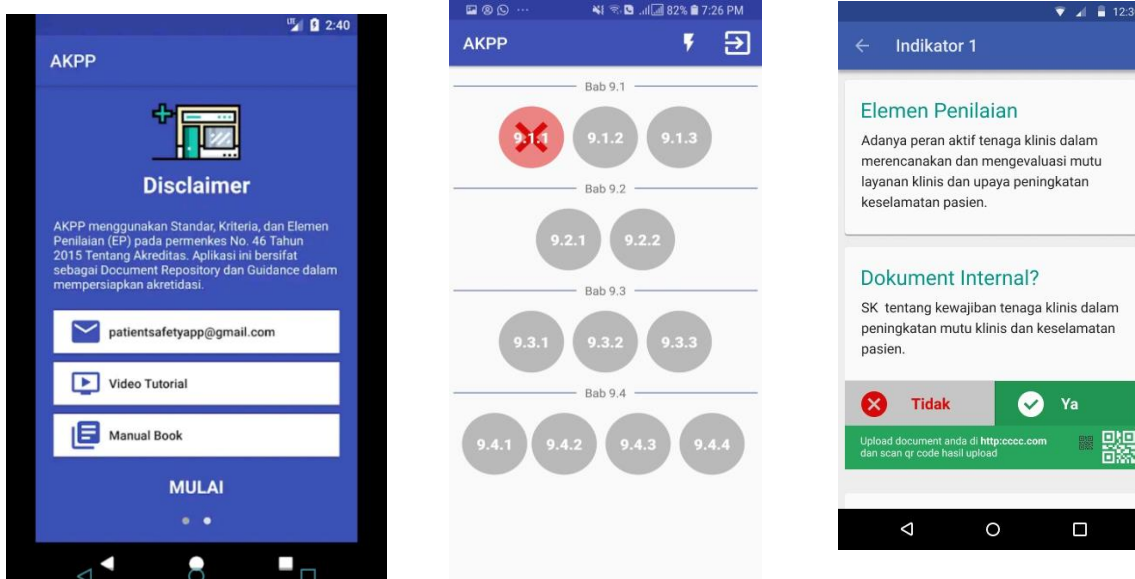 LTE 2:40
AKPP
Disclaimer
AKPP menggunakan Standar, Kriteria, dan Elemen
Penilaian (EP) pada permenkes No. 46 Tahun
2015 Tentang Akreditas. Aplikasi ini bersifat
sebagai Document Repository dan Guidance dalam
mempersiapkan akretidasi.
patientsafetyapp@gmail.com
Video Tutorial
Manual Book
MULAI
82% 7:26 PM
AKPP
Bab 9.1
9.1.1 9.1.2 9.1.3
Bab 9.2
9.2.1 9.2.2
Bab 9.3
9.3.1 9.3.2 9.3.3
Bab 9.4
9.4.1 9.4.2 9.4.3 9.4.4
Indikator 1
Elemen Penilaian
Adanya peran aktif tenaga klinis dalam
merencanakan dan mengevaluasi mutu
layanan klinis dan upaya peningkatan
keselamatan pasien.
Dokument Internal?
SK tentang kewajiban tenaga klinis dalam
peningkatan mutu klinis dan keselamatan
pasien.
Tidak Ya
Upload document anda di http:cccc.com
dan scan qr code hasil upload